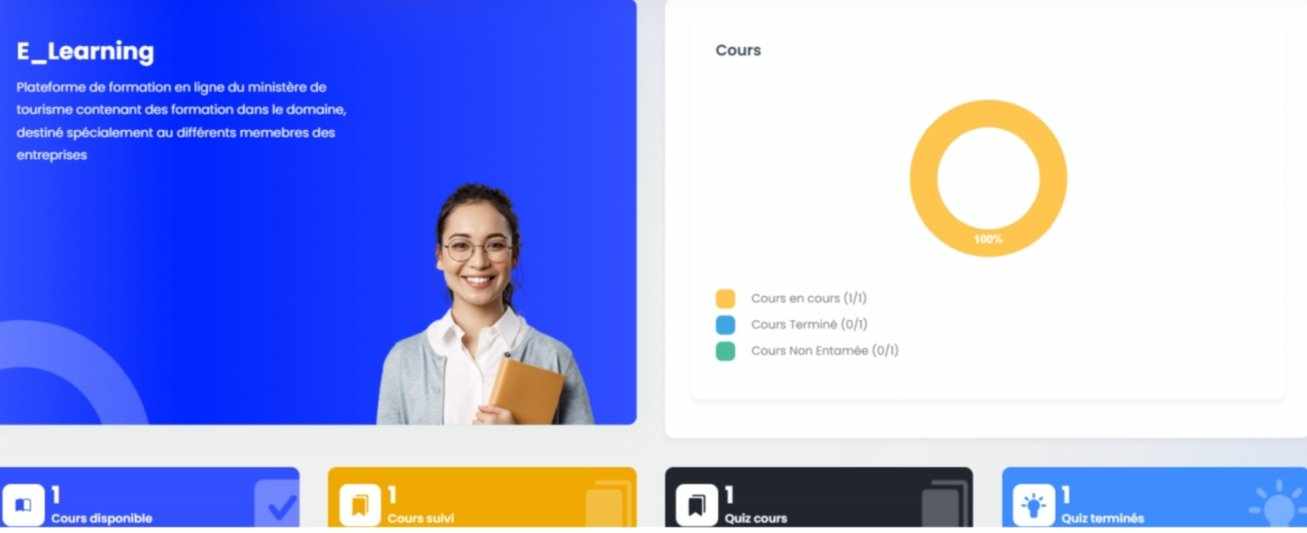 E_Learning
Plateforme de formation en ligne du ministère de
tourisme contenant des formation dans le domaine,
destiné spécialement au différents memebres des
entreprises
Cours
100%
Cours en cours (1/1)
Cours Terminé (0/1)
Cours Non Entamée (0/1)
1
Cours disponible
1
Cours suivi
1
Quiz cours
1
Quiz terminés